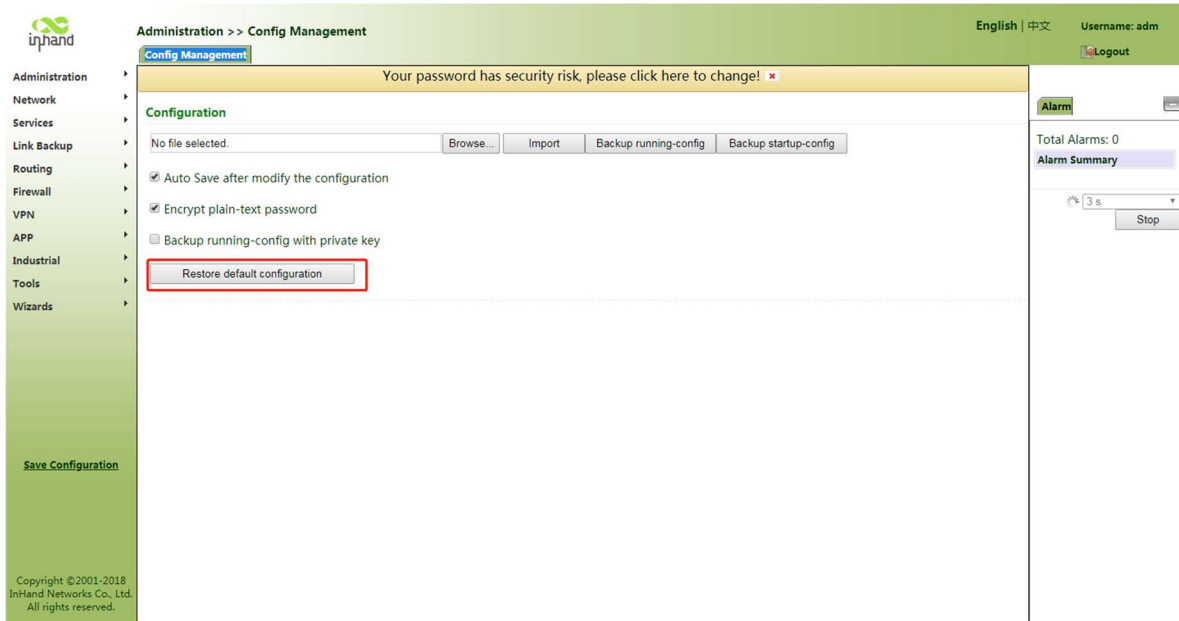 inhand
Administration >> Config Management
English | 中文
Username: adm
Logout
Config Management
Your password has security risk, please click here to change! x
Administration
Network
Services
Link Backup
Routing
Firewall
VPN
APP
Industrial
Tools
Wizards
Save Configuration
Copyright ©2001-2018
InHand Networks Co., Ltd.
All rights reserved.
Configuration
No file selected. Browse... Import Backup running-config Backup startup-config
Auto Save after modify the configuration
Encrypt plain-text password
Backup running-config with private key
Restore default configuration
Alarm
Total Alarms: 0
Alarm Summary
3 s
Stop